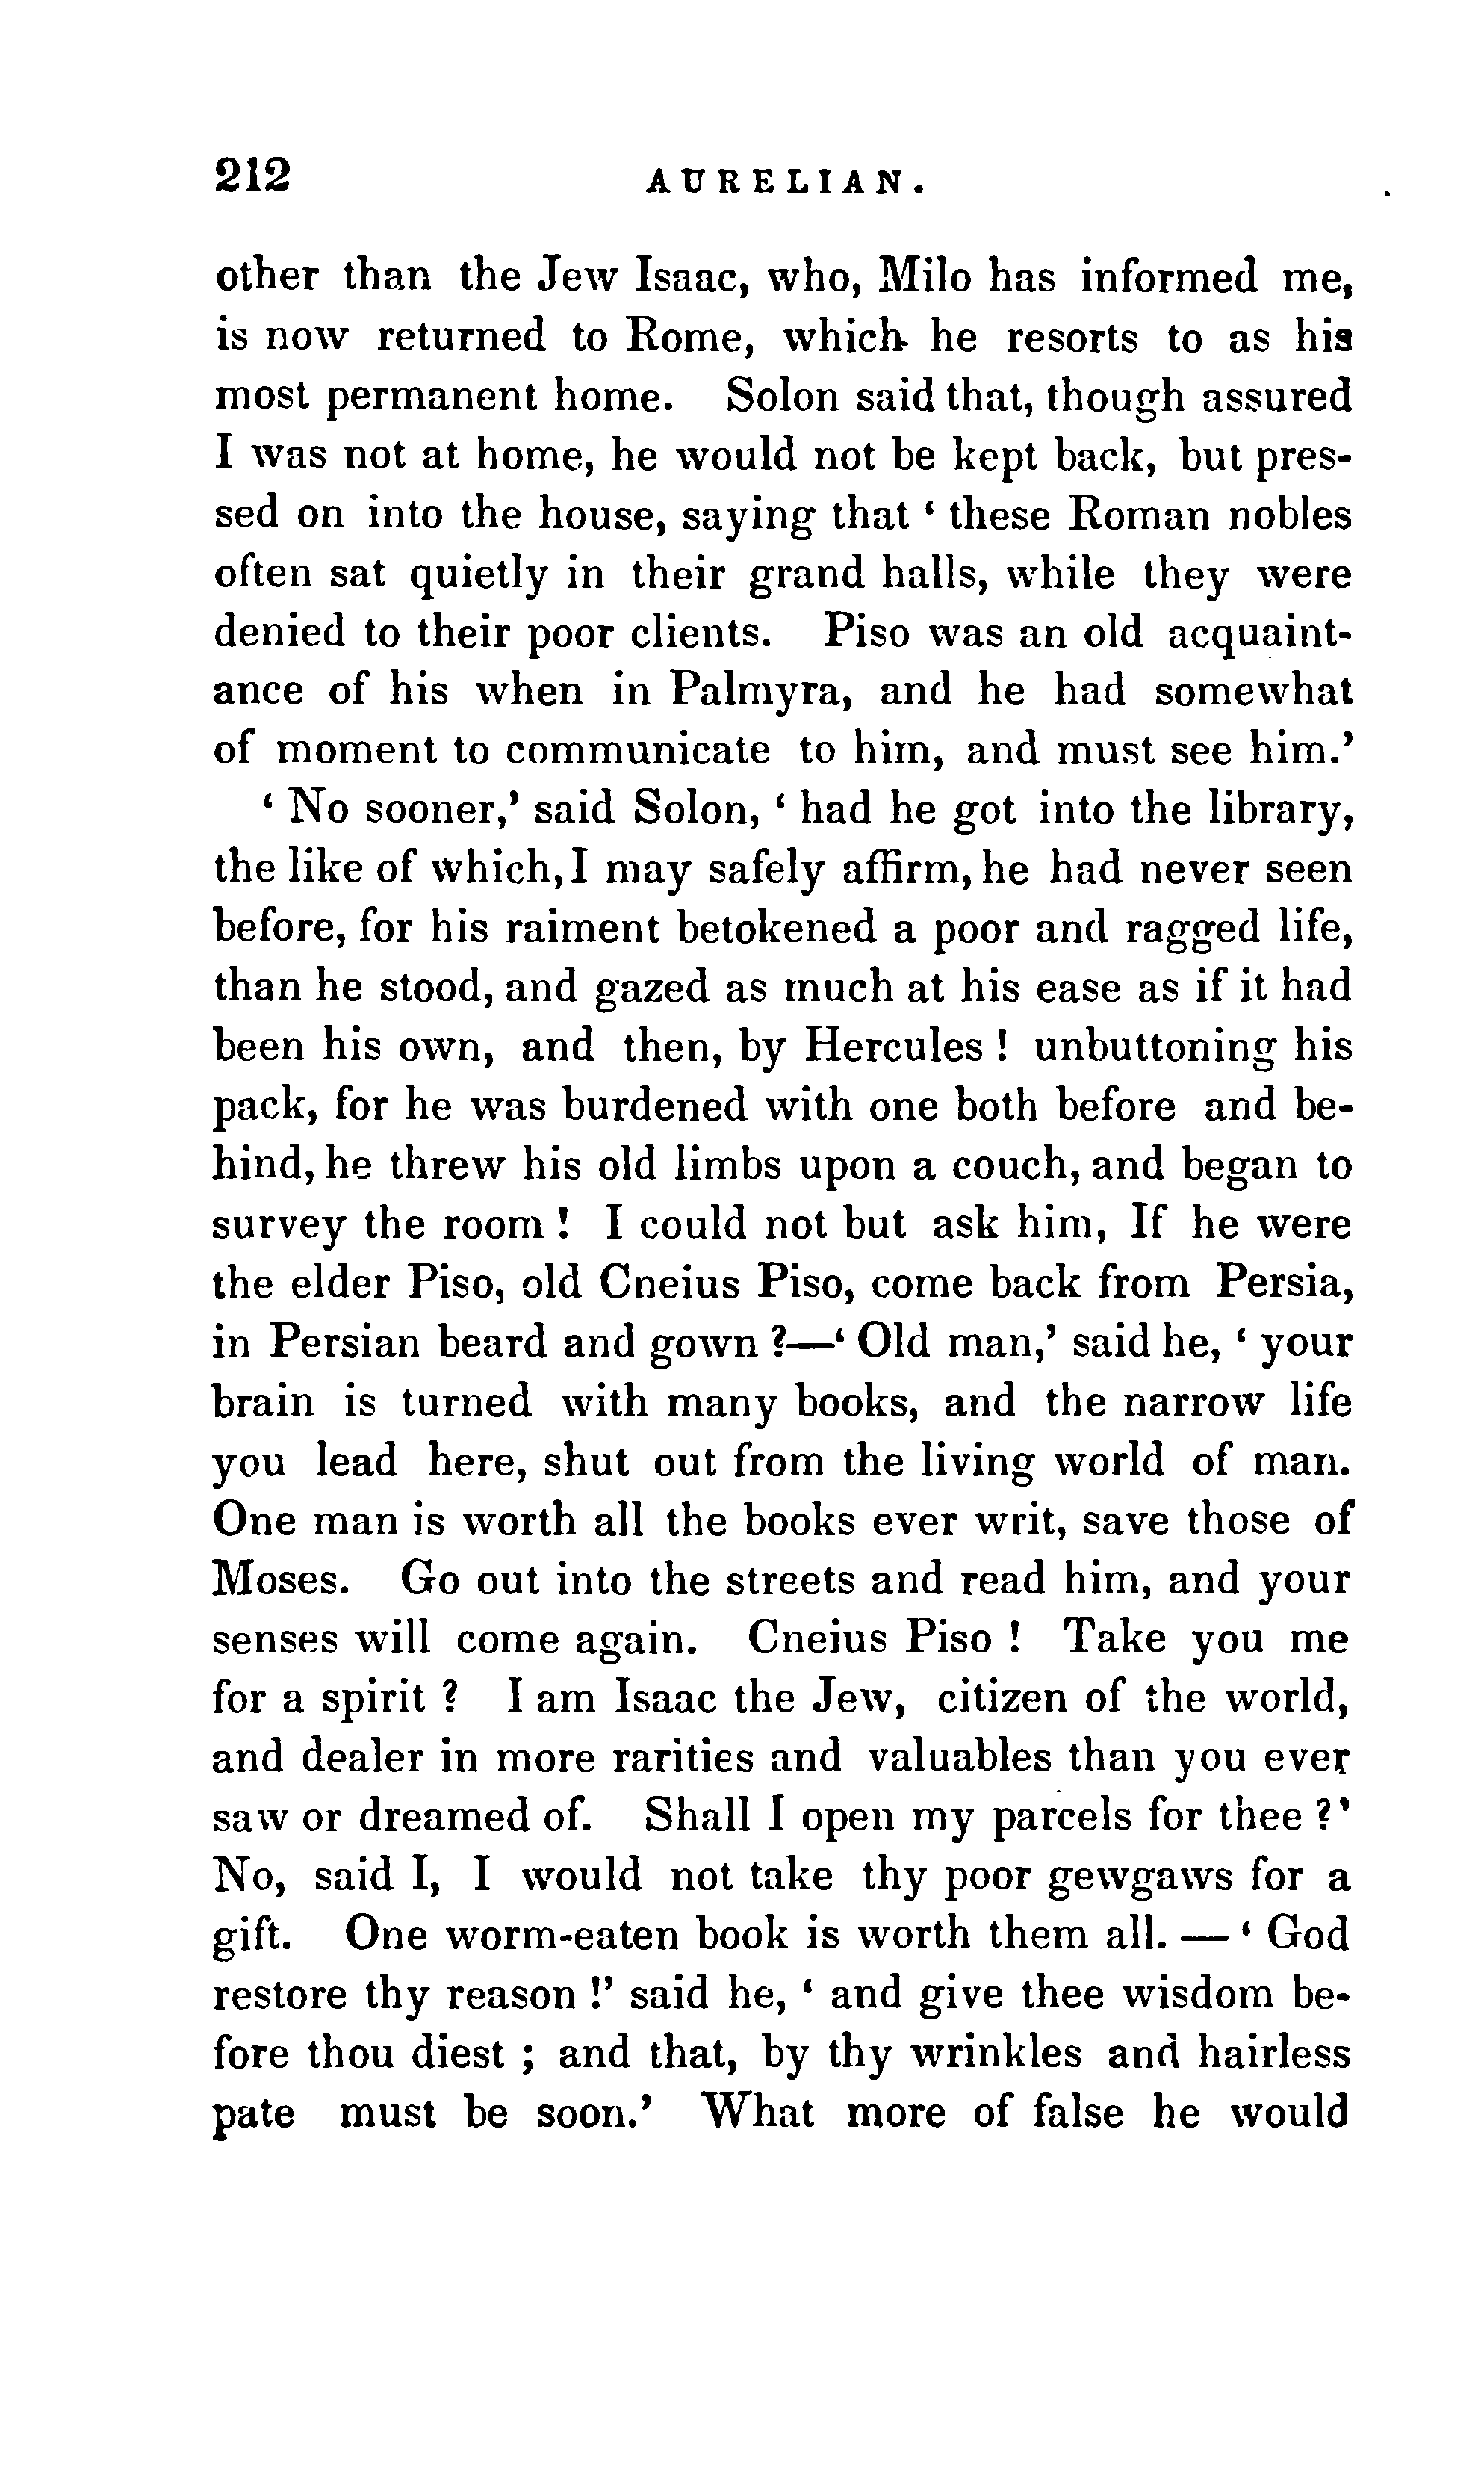 212 AURELIAN.
other than the Jew Isaac, who, Milo has informed me,
is now returned to Rome, which he resorts to as his
most permanent home. Solon said that, though assured
I was not at home, he would not be kept back, but pres-
sed on into the house, saying that ‘ these Roman nobles
often sat quietly in their grand halls, while they were
denied to their poor clients. Piso was an old acquaint-
ance of his when in Palmyra, and he had somewhat
of moment to communicate to him, and must see him.’
‘ No sooner,’ said Solon, ‘ had he got into the library,
the like of which, I may safely affirm, he had never seen
before, for his raiment betokened a poor and ragged life,
than he stood, and gazed as much at his ease as if it had
been his own, and then, by Hercules ! unbuttoning his
pack, for he was burdened with one both before and be-
hind, he threw his old limbs upon a couch, and began to
survey the room ! I could not but ask him, If he were
the elder Piso, old Cneius Piso, come back from Persia,
in Persian beard and gown ?—‘ Old man,’ said he, ‘ your
brain is turned with many books, and the narrow life
you lead here, shut out from the living world of man.
One man is worth all the books ever writ, save those of
Moses. Go out into the streets and read him, and your
senses will come again. Cneius Piso ! Take you me
for a spirit ? I am Isaac the Jew, citizen of the world,
and dealer in more rarities and valuables than you ever
saw or dreamed of. Shall I open my parcels for thee ?’
No, said I, I would not take thy poor gewgaws for a
gift. One worm-eaten book is worth them all. — ‘ God
restore thy reason !’ said he, ‘ and give thee wisdom be-
fore thou diest ; and that, by thy wrinkles and hairless
pate must be soon.’ What more of false he would